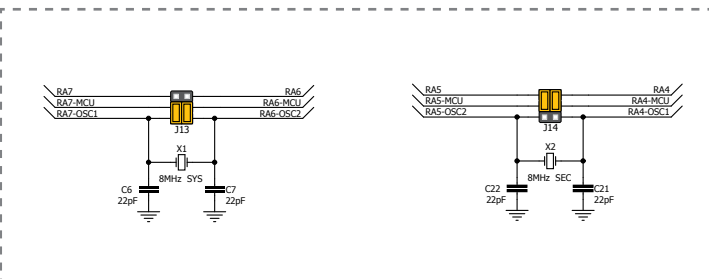 RA7 RA6
RA7-MCU RA6-MCU
RA7-OSC1 RA6-OSC2
J13
X1
8MHz SYS
C6 C7
22pF 22pF
RA5 RA4
RA5-MCU RA4-MCU
RA5-OSC2 RA4-OSC1
J14
X2
8MHz SEC
C22 C21
22pF 22pF